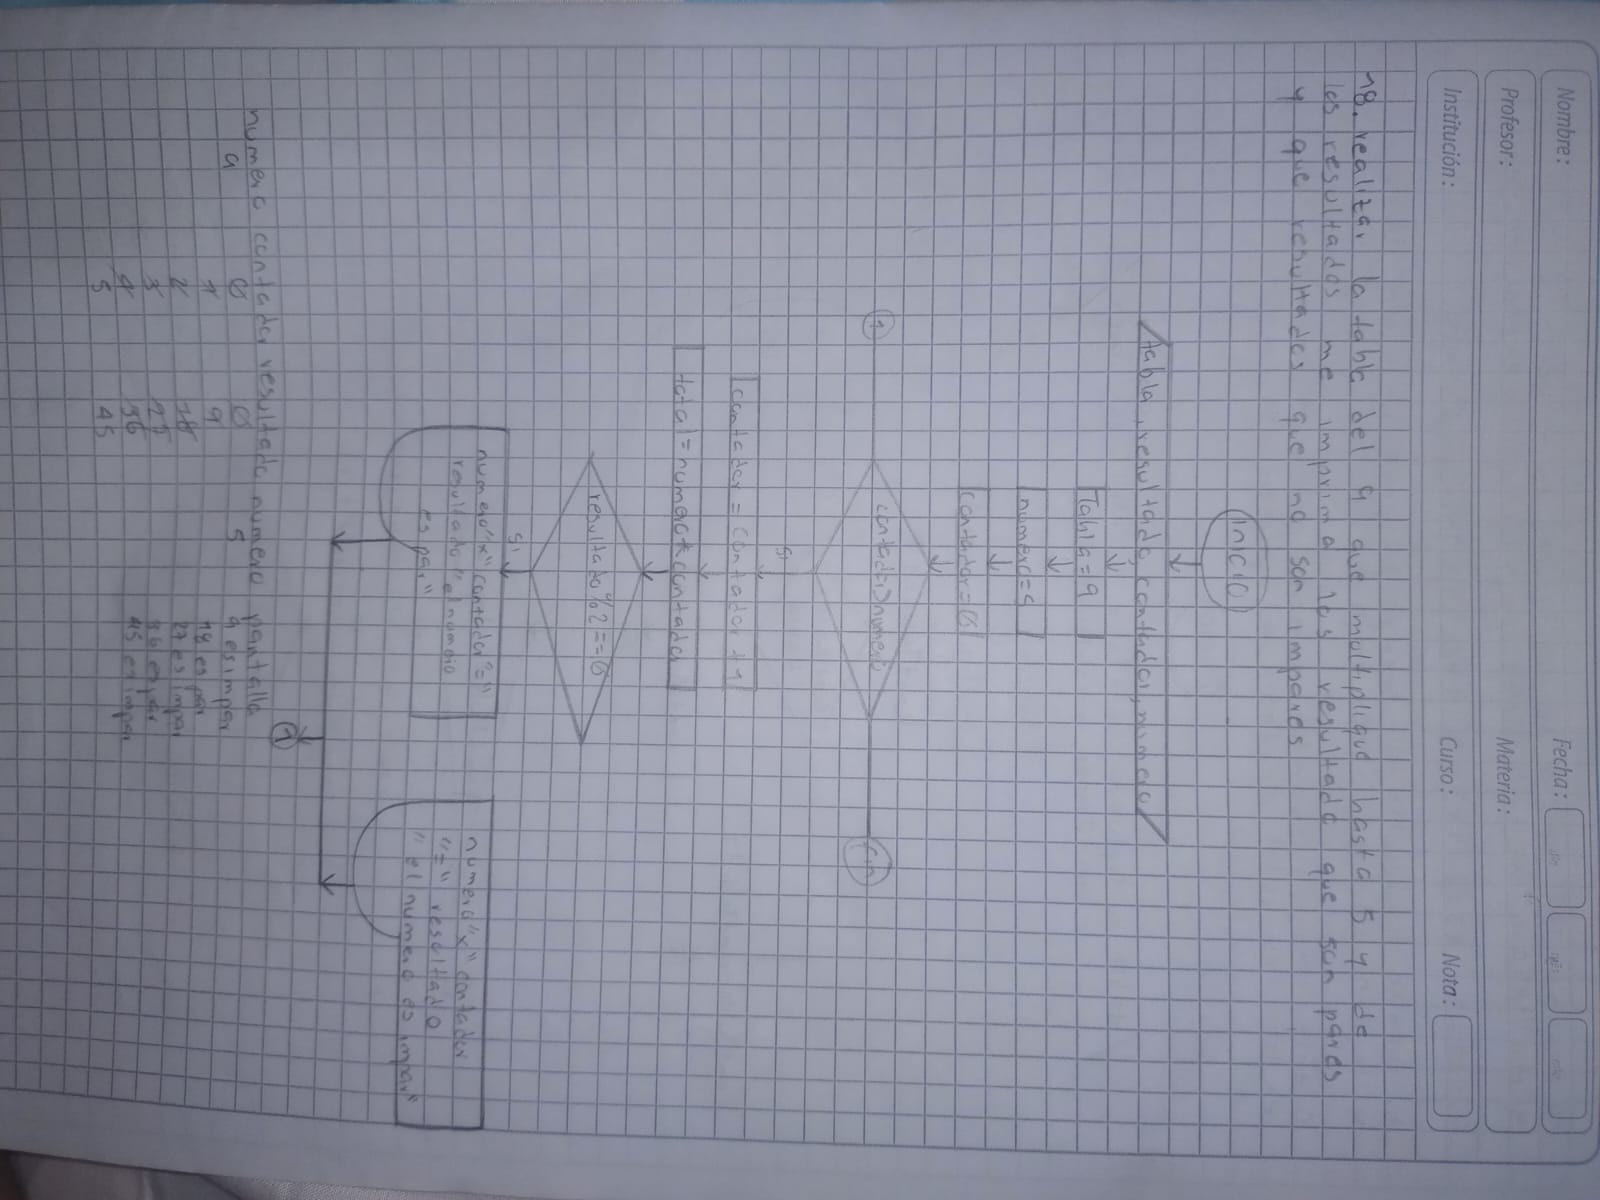 Nombre:
Fecha:
Profesor:
Materia:
Institución:
Curso:
Nota:
18. realizar la tabla del 9 que multiplique hasta 5 y de
los resultados me imprima los resultado que son pares
y que resultados que no son impares
Inicio
tabla, resultado, contador, numero
Tabla = 9
numero = 5
contador = 0
1
contador>numero
fin
si
contador = contador + 1
total = numero * contador
resultado % 2 == 0
si
numero "x" contador "="
resultado "el numero
es par"
numero "x" contador
"=" resultado
"el numero es impar"
1
numero contador resultado numero pantalla
9 0 0 5 9 es impar
1 9 18 es par
2 18 27 es impar
3 27 36 es par
4 36 45 es impar
5 45